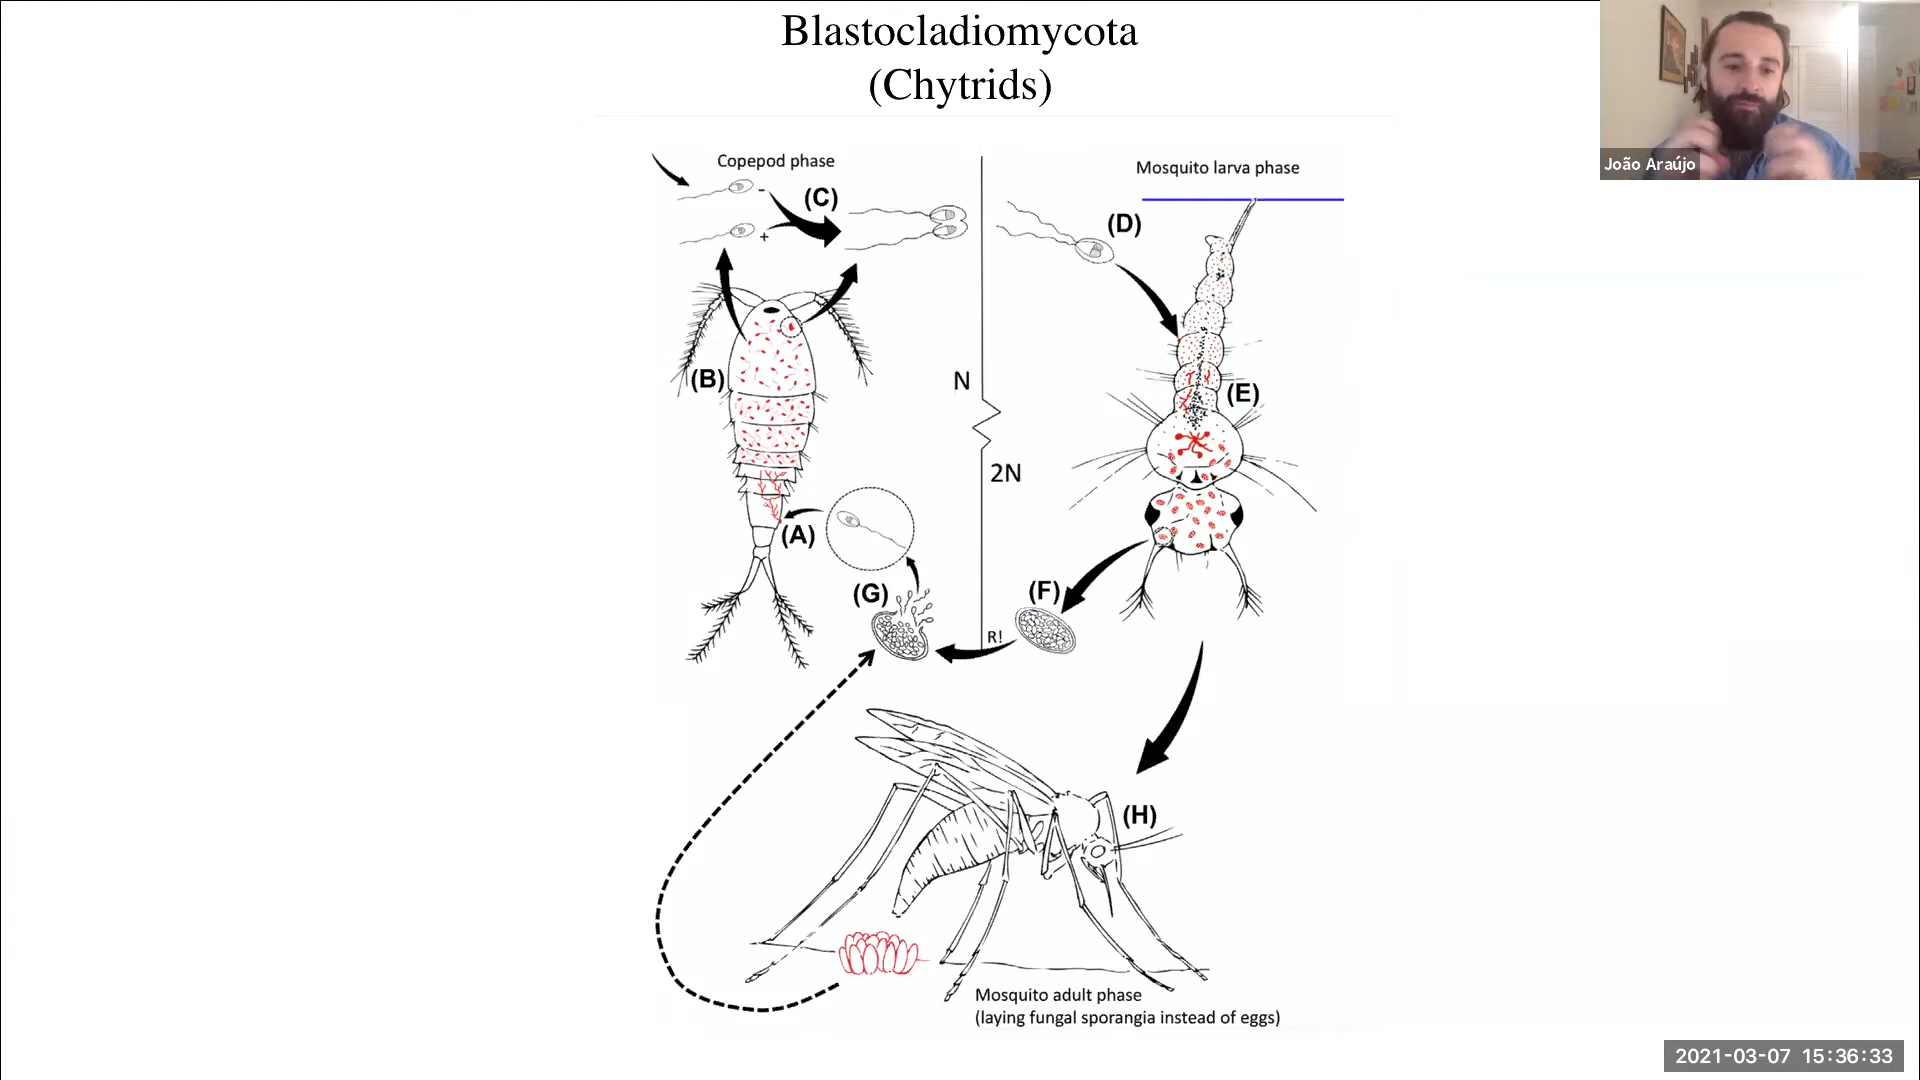 Blastocladiomycota
(Chytrids)
João Araújo
Copepod phase
Mosquito larva phase
-
+
(C)
(D)
(B)
N
(E)
2N
(A)
(G)
(F)
R!
(H)
Mosquito adult phase
(laying fungal sporangia instead of eggs)
2021-03-07 15:36:33